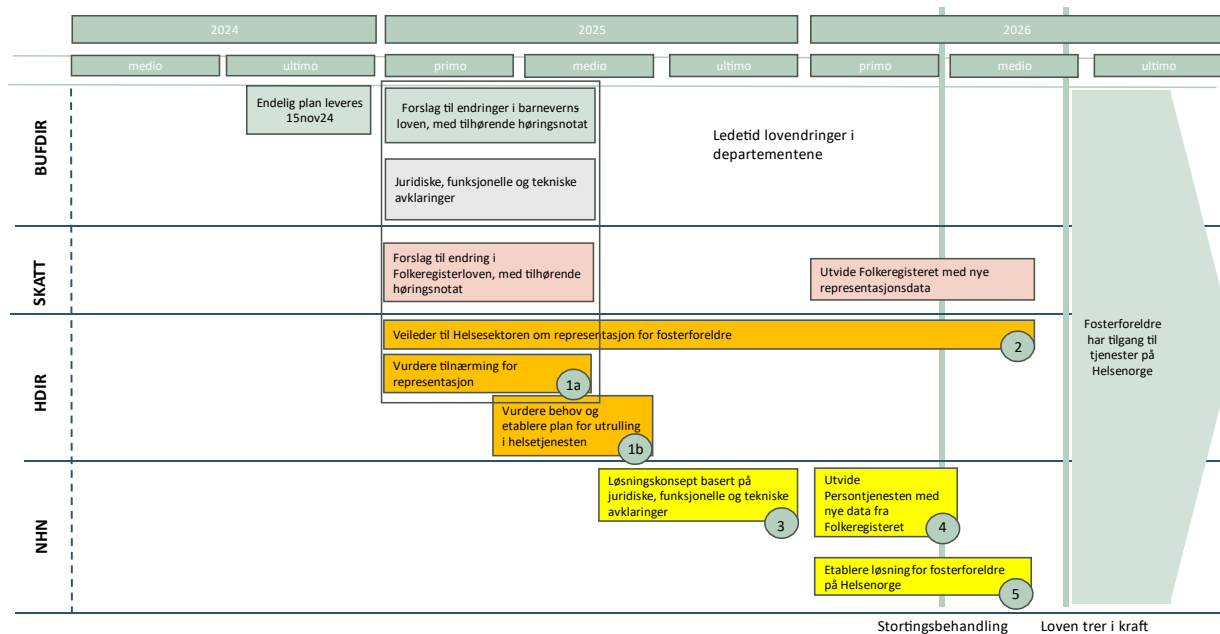 2024
2025
2026
medio
ultimo
primo
medio
ultimo
primo
medio
ultimo
BUFDIR
Endelig plan leveres
15nov24
Forslag til endringer i barneverns-
loven, med tilhørende høringsnotat
Ledetid lovendringer i
departementene
Juridiske, funksjonelle og tekniske
avklaringer
SKATT
Forslag til endring i
Folkeregisterloven, med tilhørende
høringsnotat
Utvide Folkeregisteret med nye
representasjonsdata
HDIR
Veileder til Helsesektoren om representasjon for fosterforeldre
2
Vurdere tilnærming for
representasjon
1a
Vurdere behov og
etablere plan for utrulling
i helsetjenesten
1b
Fosterforeldre
har tilgang til
tjenester på
Helsenorge
NHN
Løsningskonsept basert på
juridiske, funksjonelle og tekniske
avklaringer
3
Utvide
Persontjenesten med
nye data fra
Folkeregisteret
4
Etablere løsning for fosterforeldre
på Helsenorge
5
Stortingsbehandling
Loven trer i kraft